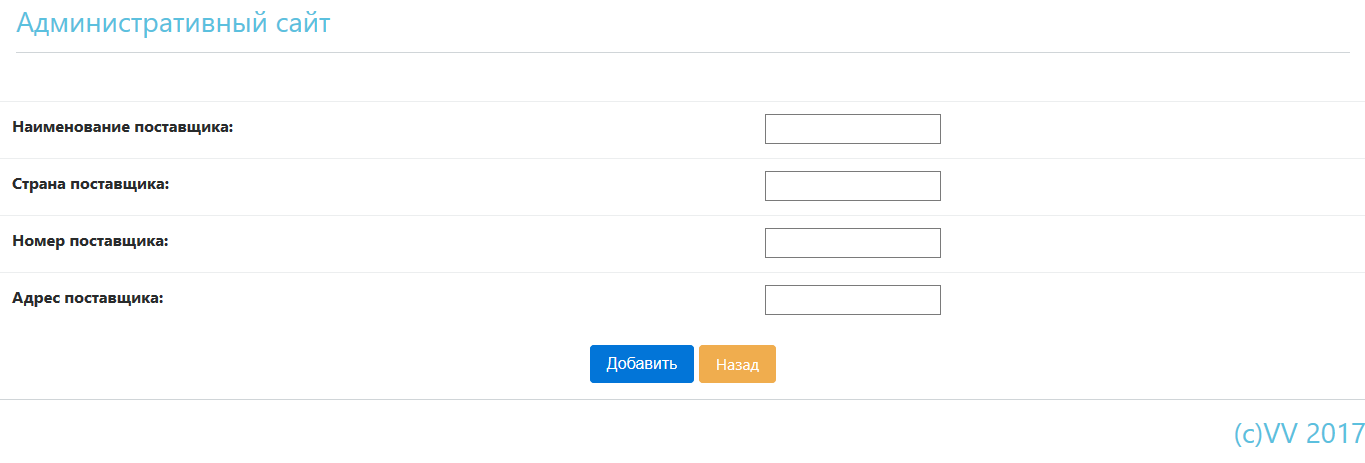 Административный сайт
Наименование поставщика:
Страна поставщика:
Номер поставщика:
Адрес поставщика:
Добавить Назад
(c)VV 2017